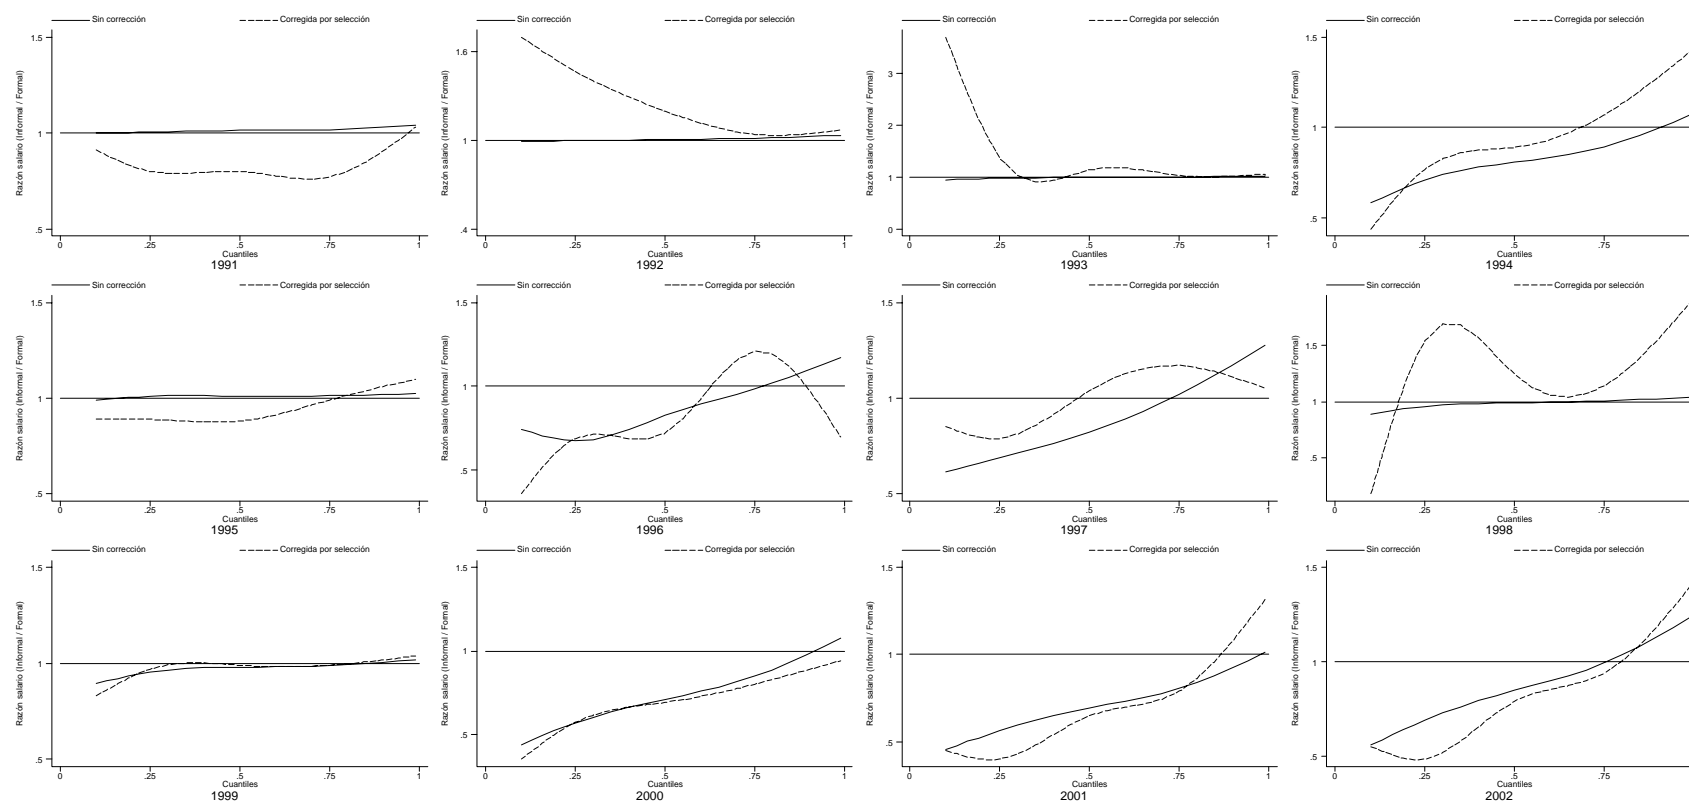 Sin corrección Corregida por selección
Razón salario (Informal / Formal)
1.5
1
.5
0 .25 .5 .75 1
Cuantiles
1991
Sin corrección Corregida por selección
Razón salario (Informal / Formal)
1.6
1
.4
0 .25 .5 .75 1
Cuantiles
1992
Sin corrección Corregida por selección
Razón salario (Informal / Formal)
3
2
1
0
0 .25 .5 .75 1
Cuantiles
1993
Sin corrección Corregida por selección
Razón salario (Informal / Formal)
1.5
1
.5
0 .25 .5 .75
Cuantiles
1994
Sin corrección Corregida por selección
Razón salario (Informal / Formal)
1.5
1
.5
0 .25 .5 .75 1
Cuantiles
1995
Sin corrección Corregida por selección
Razón salario (Informal / Formal)
1.5
1
.5
0 .25 .5 .75 1
Cuantiles
1996
Sin corrección Corregida por selección
Razón salario (Informal / Formal)
1.5
1
.5
0 .25 .5 .75 1
Cuantiles
1997
Sin corrección Corregida por selección
Razón salario (Informal / Formal)
1.5
1
.5
0 .25 .5 .75
Cuantiles
1998
Sin corrección Corregida por selección
Razón salario (Informal / Formal)
1.5
1
.5
0 .25 .5 .75 1
Cuantiles
1999
Sin corrección Corregida por selección
Razón salario (Informal / Formal)
1.5
1
.5
0 .25 .5 .75 1
Cuantiles
2000
Sin corrección Corregida por selección
Razón salario (Informal / Formal)
1.5
1
.5
0 .25 .5 .75 1
Cuantiles
2001
Sin corrección Corregida por selección
Razón salario (Informal / Formal)
1.5
1
.5
0 .25 .5 .75
Cuantiles
2002